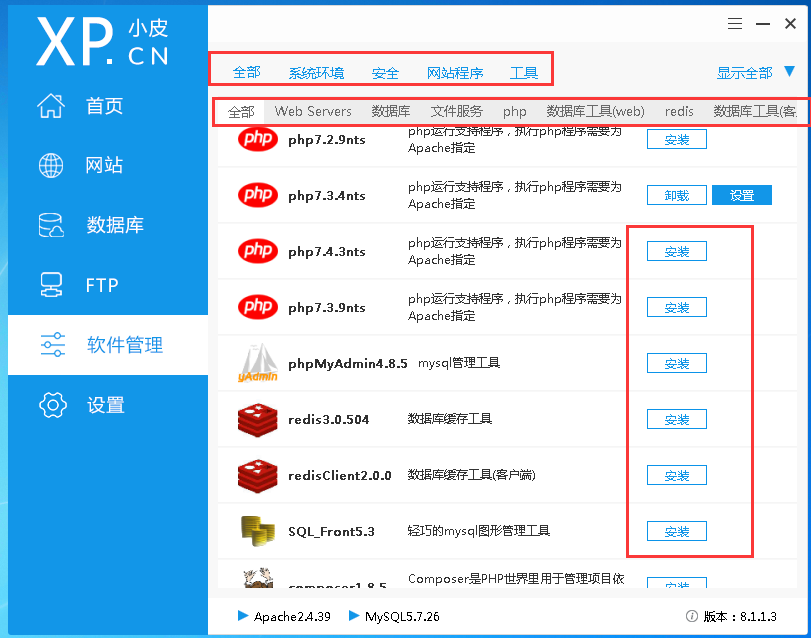 XP.CN 小皮
首页
网站
数据库
FTP
软件管理
设置
全部 系统环境 安全 网站程序 工具 显示全部
全部 Web Servers 数据库 文件服务 php 数据库工具(web) redis 数据库工具(客
php php7.2.9nts php运行支持程序，执行php程序需要为 安装
Apache指定
php php7.3.4nts php运行支持程序，执行php程序需要为 卸载 设置
Apache指定
php php7.4.3nts php运行支持程序，执行php程序需要为 安装
Apache指定
php php7.3.9nts php运行支持程序，执行php程序需要为 安装
Apache指定
yAdmin phpMyAdmin4.8.5 mysql管理工具 安装
redis3.0.504 数据库缓存工具 安装
redisClient2.0.0 数据库缓存工具(客户端) 安装
SQL_Front5.3 轻巧的mysql图形管理工具 安装
composer1.8.5 Composer是PHP世界里用于管理项目依 安装
Apache2.4.39 MySQL5.7.26 版本：8.1.1.3